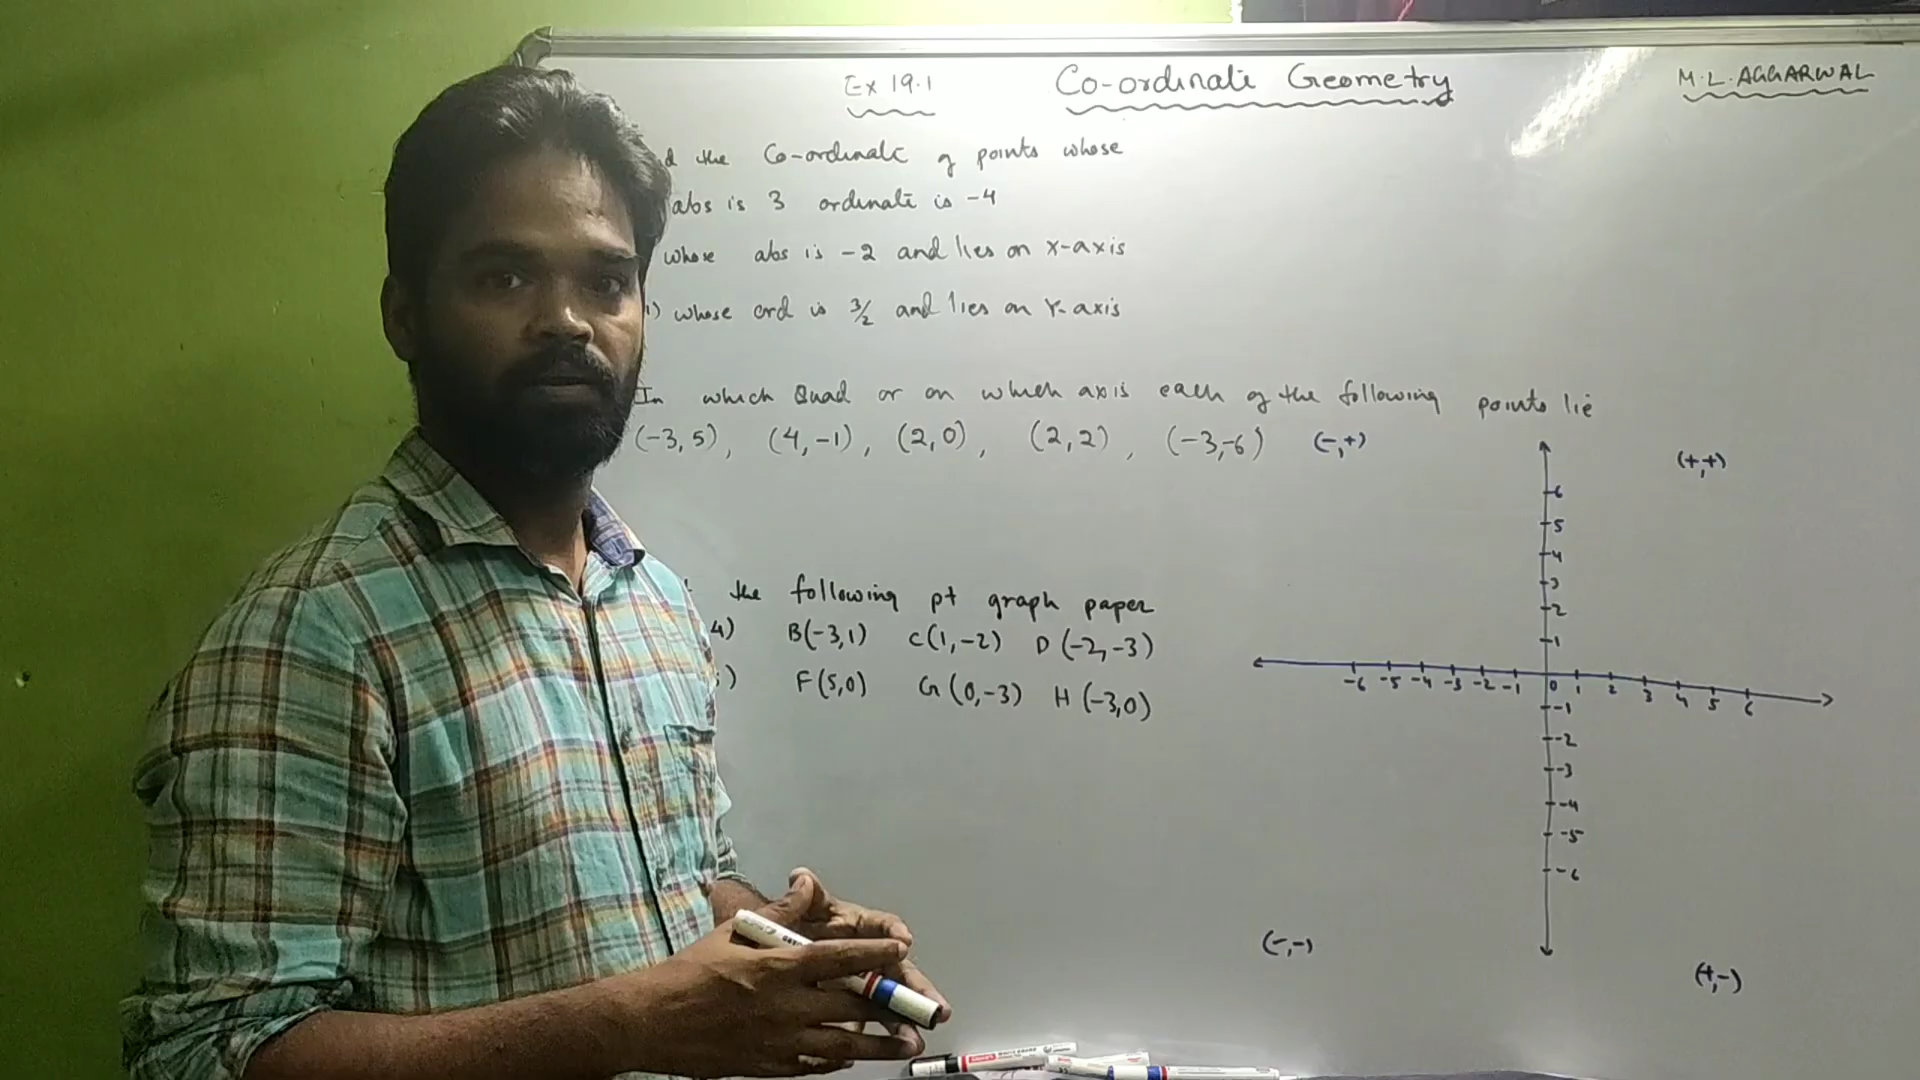 Ex 19.1 Co-ordinate Geometry M.L. AGGARWAL
the Co-ordinate of points whose
abs is 3 ordinate is -4
whose abs is -2 and lies on x-axis
) whose ord is 3/2 and lies on Y-axis
In which Quad or on which axis each of the following points lie
(-3,5), (4,-1), (2,0), (2,2), (-3,-6) (-,+)
(+,+)
6
5
4
3
2
1
-6 -5 -4 -3 -2 -1 0 1 2 3 4 5 6
-1
-2
-3
-4
-5
-6
(-,-)
(+,-)
the following pt graph paper
4) B(-3,1) C(1,-2) D(-2,-3)
) F(5,0) G(0,-3) H(-3,0)